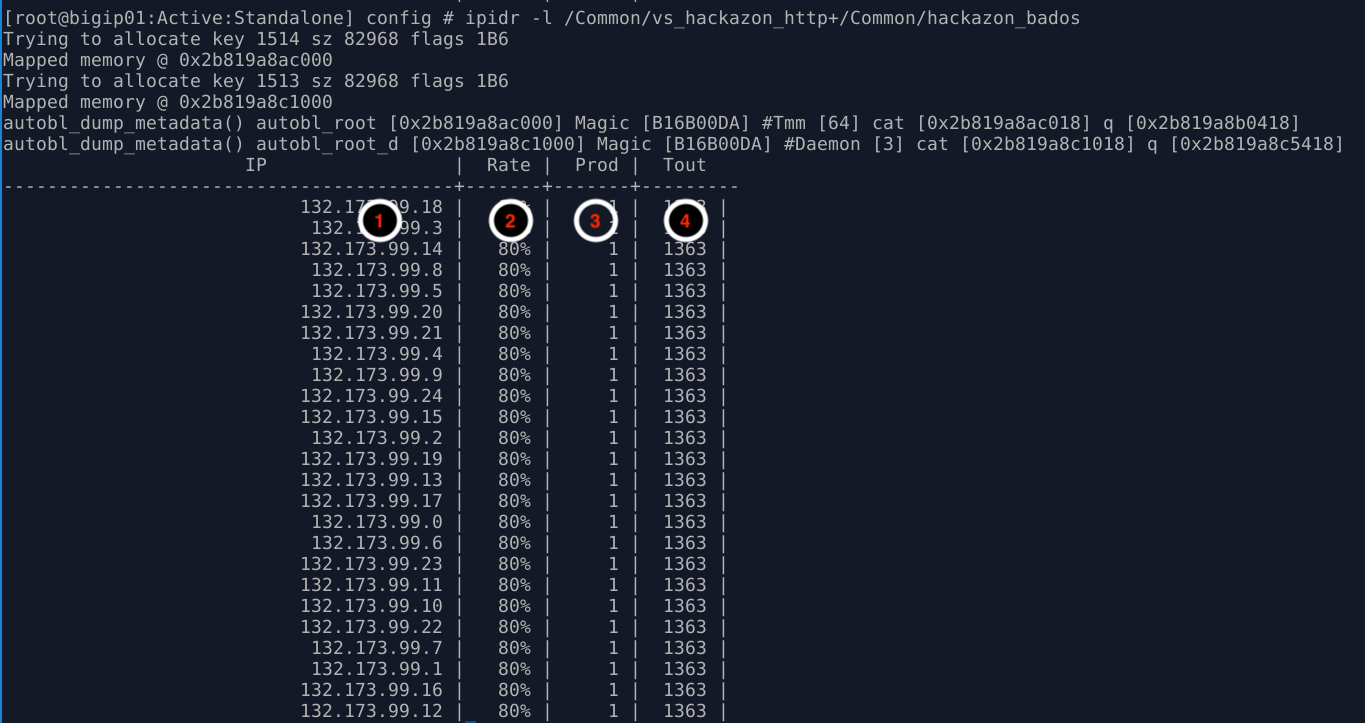 [root@bigip01:Active:Standalone] config # ipidr -l /Common/vs_hackazon_http+/Common/hackazon_bados
Trying to allocate key 1514 sz 82968 flags 1B6
Mapped memory @ 0x2b819a8ac000
Trying to allocate key 1513 sz 82968 flags 1B6
Mapped memory @ 0x2b819a8c1000
autobl_dump_metadata() autobl_root [0x2b819a8ac000] Magic [B16B00DA] #Tmm [64] cat [0x2b819a8ac018] q [0x2b819a8b0418]
autobl_dump_metadata() autobl_root_d [0x2b819a8c1000] Magic [B16B00DA] #Daemon [3] cat [0x2b819a8c1018] q [0x2b819a8c5418]
IP | Rate | Prod | Tout
-----------------------------------------+-------+-------+---------
132.17 9.18 | % | | 1 3 |
1 2 3 4
132. 99.3 | | | |
132.173.99.14 | 80% | 1 | 1363 |
132.173.99.8 | 80% | 1 | 1363 |
132.173.99.5 | 80% | 1 | 1363 |
132.173.99.20 | 80% | 1 | 1363 |
132.173.99.21 | 80% | 1 | 1363 |
132.173.99.4 | 80% | 1 | 1363 |
132.173.99.9 | 80% | 1 | 1363 |
132.173.99.24 | 80% | 1 | 1363 |
132.173.99.15 | 80% | 1 | 1363 |
132.173.99.2 | 80% | 1 | 1363 |
132.173.99.19 | 80% | 1 | 1363 |
132.173.99.13 | 80% | 1 | 1363 |
132.173.99.17 | 80% | 1 | 1363 |
132.173.99.0 | 80% | 1 | 1363 |
132.173.99.6 | 80% | 1 | 1363 |
132.173.99.23 | 80% | 1 | 1363 |
132.173.99.11 | 80% | 1 | 1363 |
132.173.99.10 | 80% | 1 | 1363 |
132.173.99.22 | 80% | 1 | 1363 |
132.173.99.7 | 80% | 1 | 1363 |
132.173.99.1 | 80% | 1 | 1363 |
132.173.99.16 | 80% | 1 | 1363 |
132.173.99.12 | 80% | 1 | 1363 |